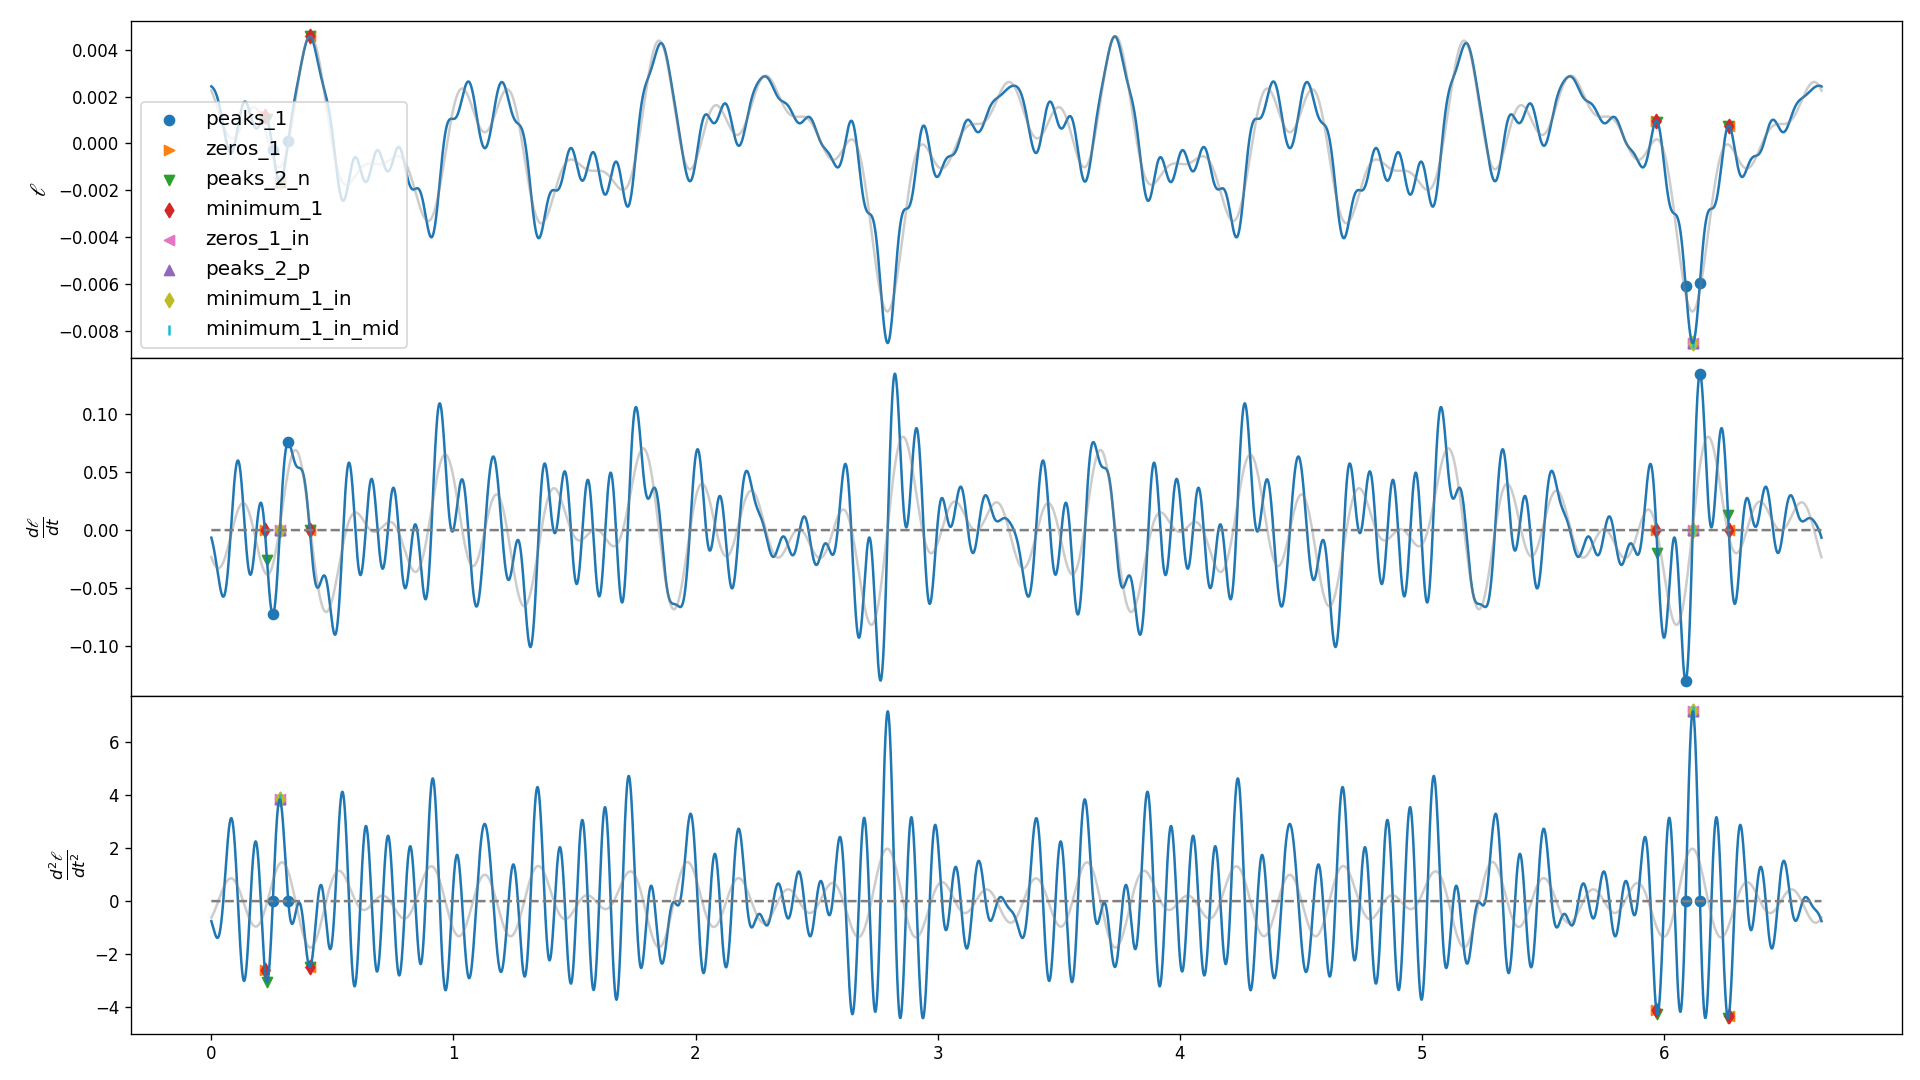 0.004
0.002
0.000
−0.002
−0.004
−0.006
−0.008
ℓ
peaks_1
zeros_1
peaks_2_n
minimum_1
zeros_1_in
peaks_2_p
minimum_1_in
minimum_1_in_mid
0.10
0.05
0.00
−0.05
−0.10
dℓ
dt
6
4
2
0
−2
−4
d²ℓ
dt²
0 1 2 3 4 5 6